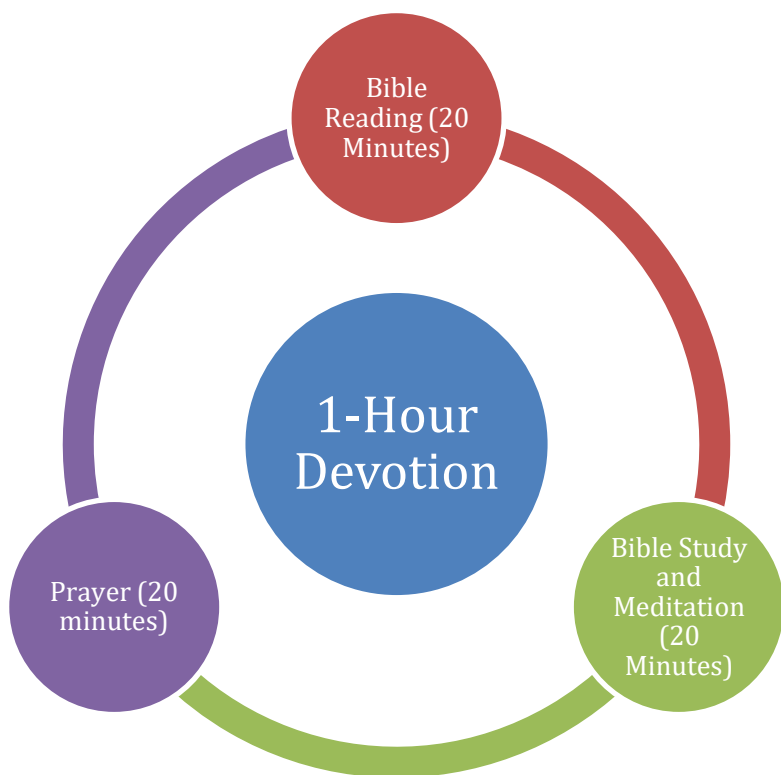 Bible
Reading (20
Minutes)
1-Hour
Devotion
Bible Study
and
Meditation
(20
Minutes)
Prayer (20
minutes)